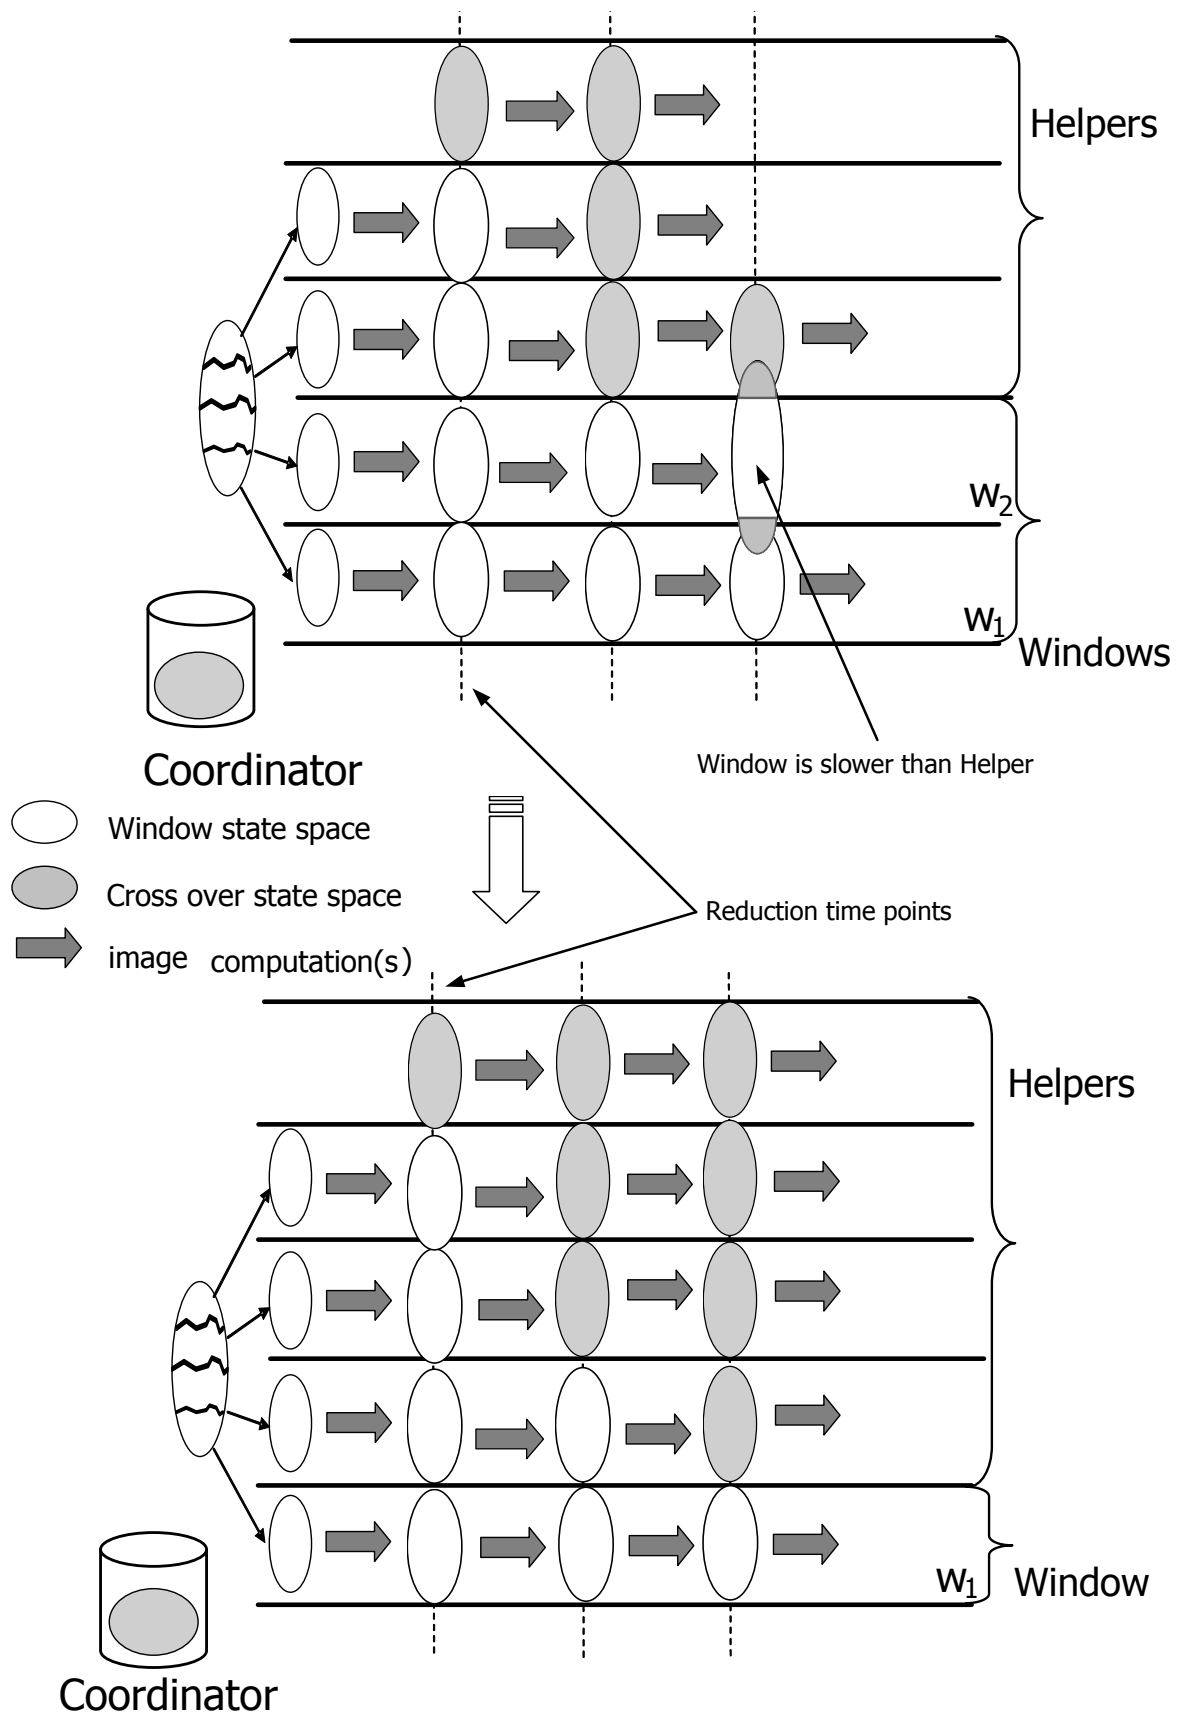 Helpers
w2
w1
Windows
Coordinator
Window is slower than Helper
Window state space
Cross over state space
Reduction time points
image computation(s)
Helpers
w1
Window
Coordinator